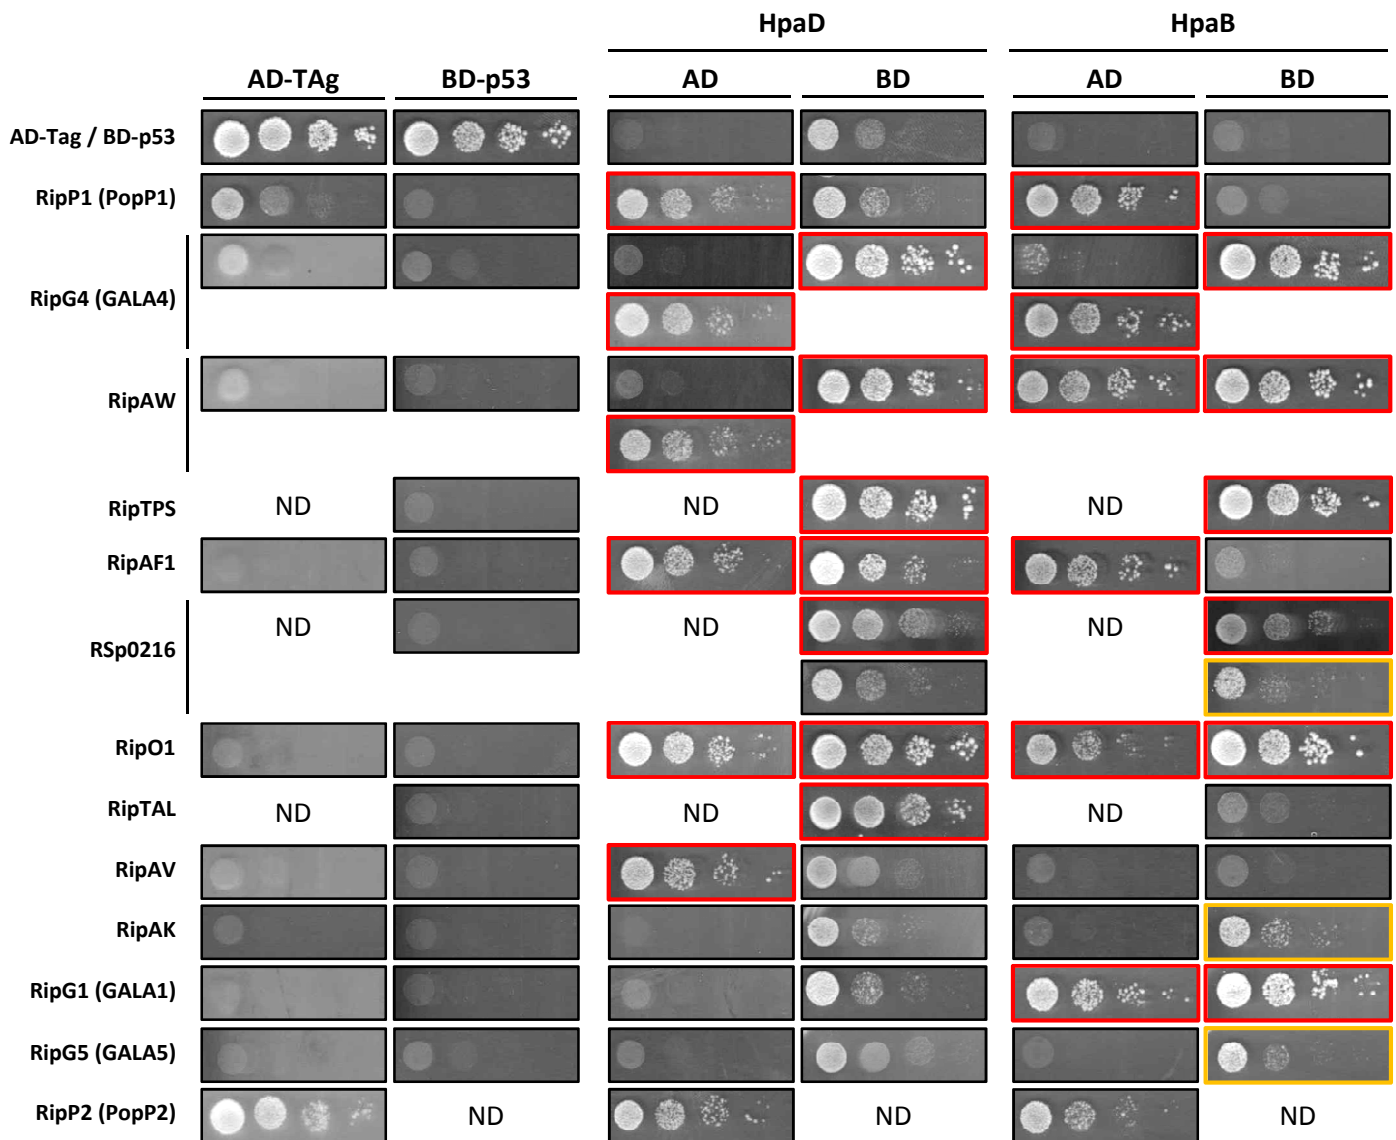 HpaD HpaB
AD-TAg BD-p53 AD BD AD BD
AD-Tag / BD-p53
RipP1 (PopP1)
RipG4 (GALA4)
RipAW
RipTPS ND ND ND
RipAF1
RSp0216 ND ND ND
RipO1
RipTAL ND ND ND
RipAV
RipAK
RipG1 (GALA1)
RipG5 (GALA5)
RipP2 (PopP2) ND ND ND